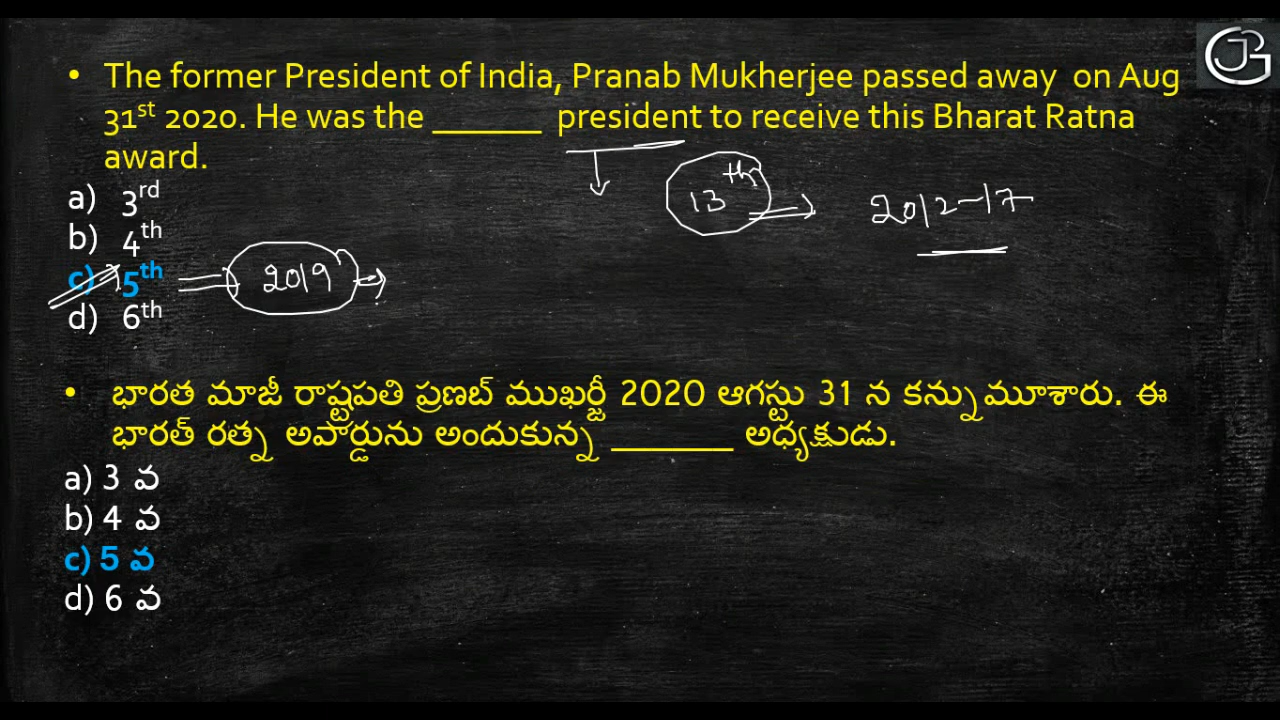 • The former President of India, Pranab Mukherjee passed away on Aug
31st 2020. He was the ______ president to receive this Bharat Ratna
award.
13th 2012-17
a) 3rd
b) 4th
c) 5th 2019
d) 6th
• భారత మాజీ రాష్ట్రపతి ప్రణబ్ ముఖర్జీ 2020 ఆగస్టు 31 న కన్నుమూశారు. ఈ
భారత్ రత్న అవార్డును అందుకున్న ______ అధ్యక్షుడు.
a) 3 వ
b) 4 వ
c) 5 వ
d) 6 వ